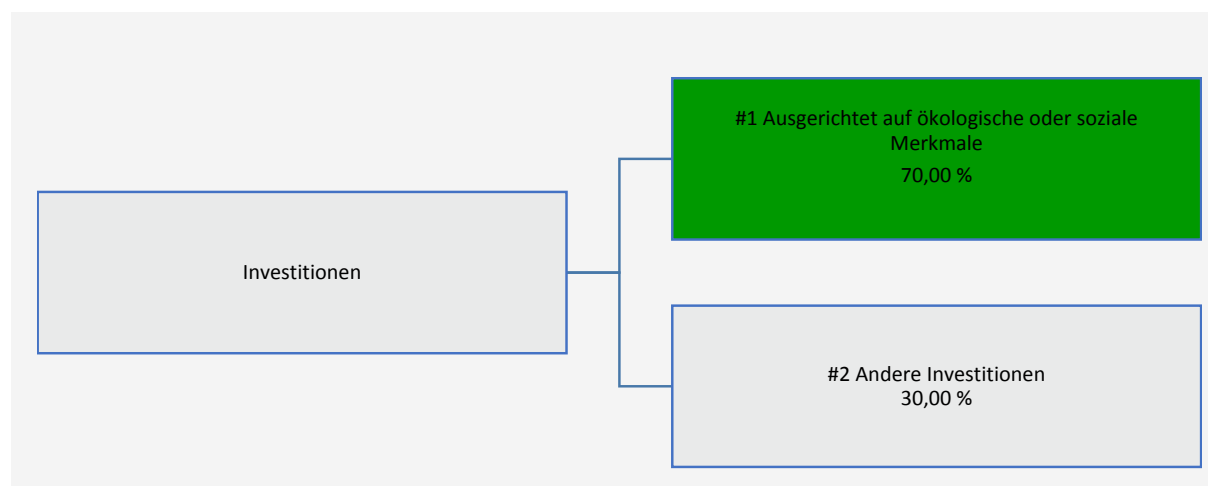 Investitionen
#1 Ausgerichtet auf ökologische oder soziale
Merkmale
70,00 %
#2 Andere Investitionen
30,00 %